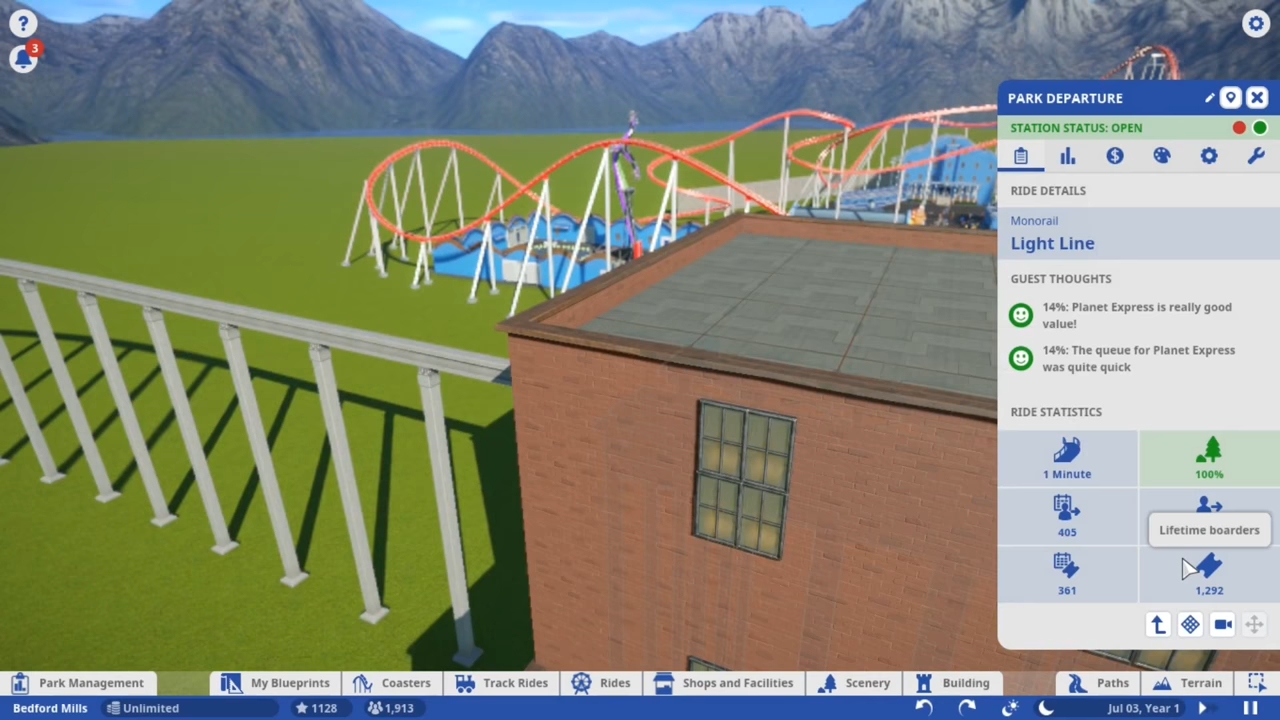 ?
3
PARK DEPARTURE
STATION STATUS: OPEN
RIDE DETAILS
Monorail
Light Line
GUEST THOUGHTS
14%: Planet Express is really good
value!
14%: The queue for Planet Express
was quite quick
RIDE STATISTICS
1 Minute
100%
405
Lifetime boarders
361
1,292
Park Management
My Blueprints
Coasters
Track Rides
Rides
Shops and Facilities
Scenery
Building
Paths
Terrain
Bedford Mills
Unlimited
1128
1,913
Jul 03, Year 1